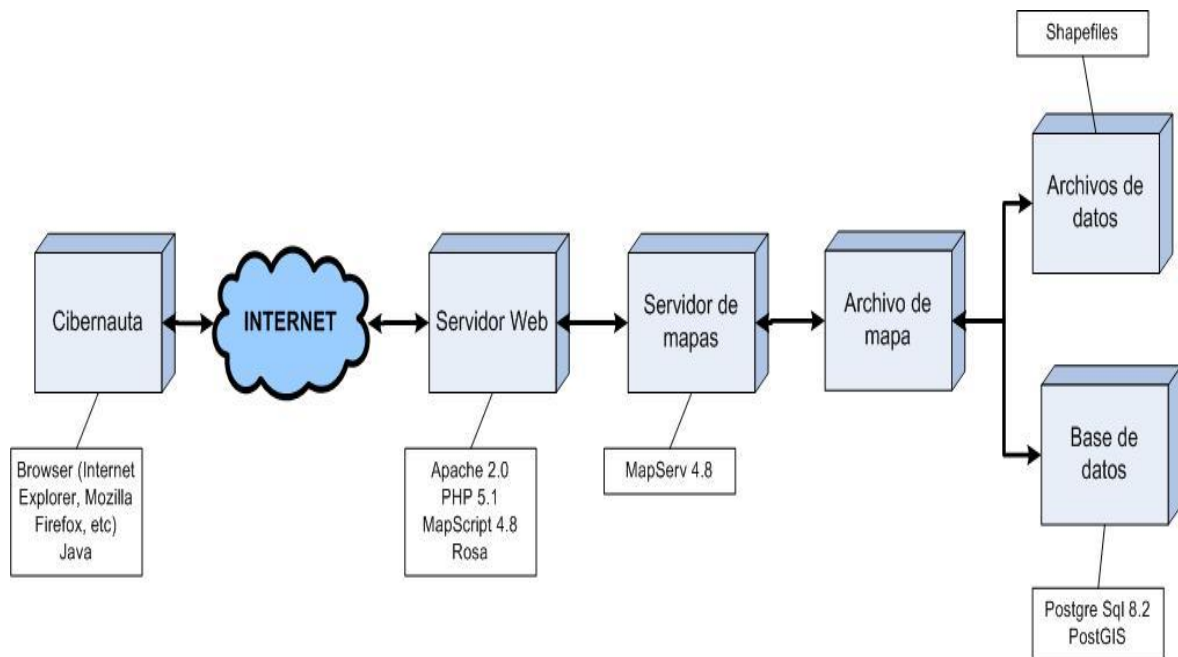 Shapefiles
Archivos de
datos
Cibernauta
INTERNET
Servidor Web
Servidor de
mapas
Archivo de
mapa
Base de
datos
Browser (Internet
Explorer, Mozilla
Firefox, etc)
Java
Apache 2.0
PHP 5.1
MapScript 4.8
Rosa
MapServ 4.8
Postgre Sql 8.2
PostGIS